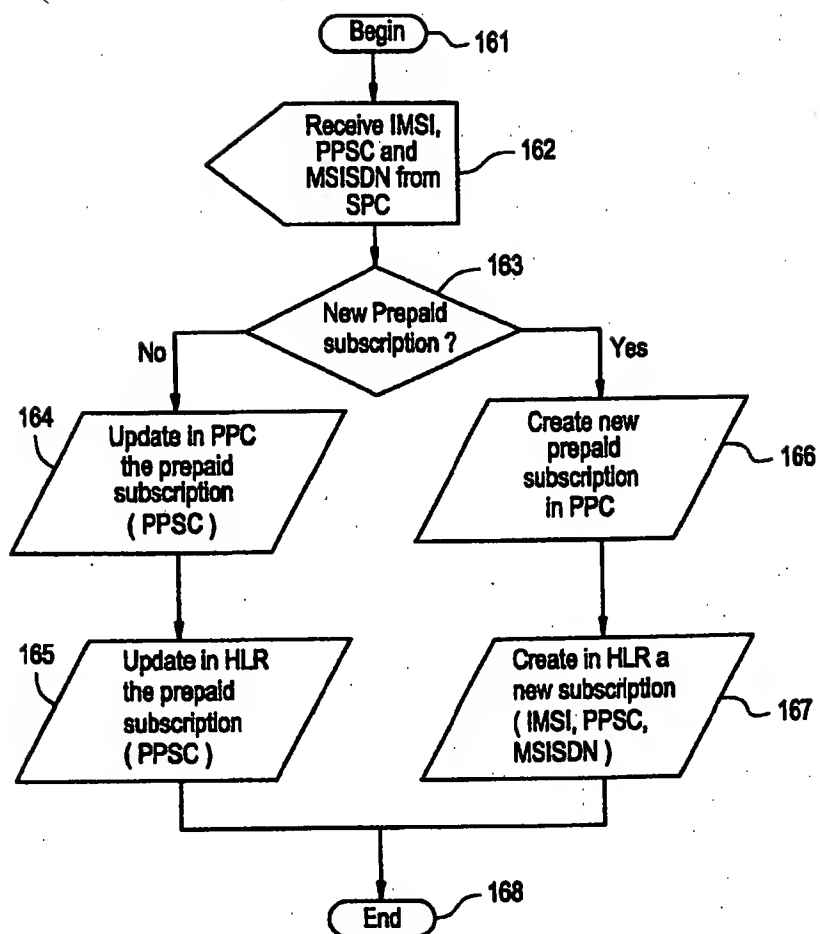 Begin
161
Receive IMSI,
PPSC and
MSISDN from
SPC
162
163
New Prepaid
subscription ?
No
Yes
164
Update in PPC
the prepaid
subscription
( PPSC )
Create new
prepaid
subscription
in PPC
166
165
Update in HLR
the prepaid
subscription
( PPSC )
Create in HLR a
new subscription
( IMSI, PPSC,
MSISDN )
167
End
168